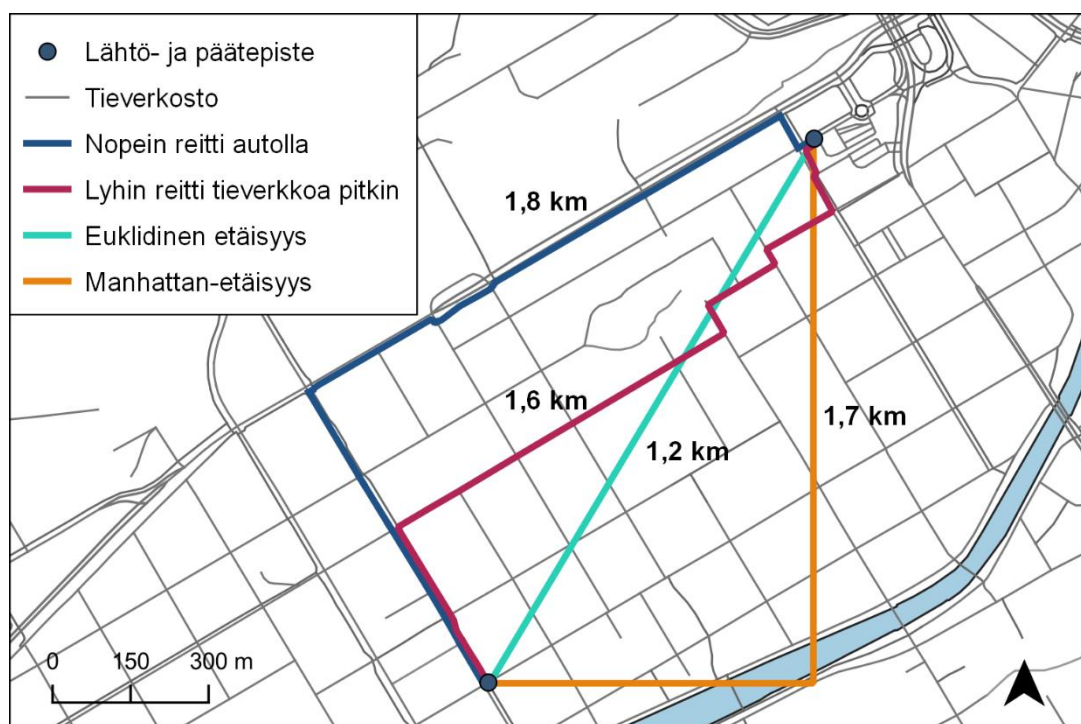 Lähtö- ja päätepiste
Tieverkosto
Nopein reitti autolla
Lyhin reitti tieverkkoa pitkin
Euklidinen etäisyys
Manhattan-etäisyys
1,8 km
1,6 km
1,7 km
1,2 km
0 150 300 m